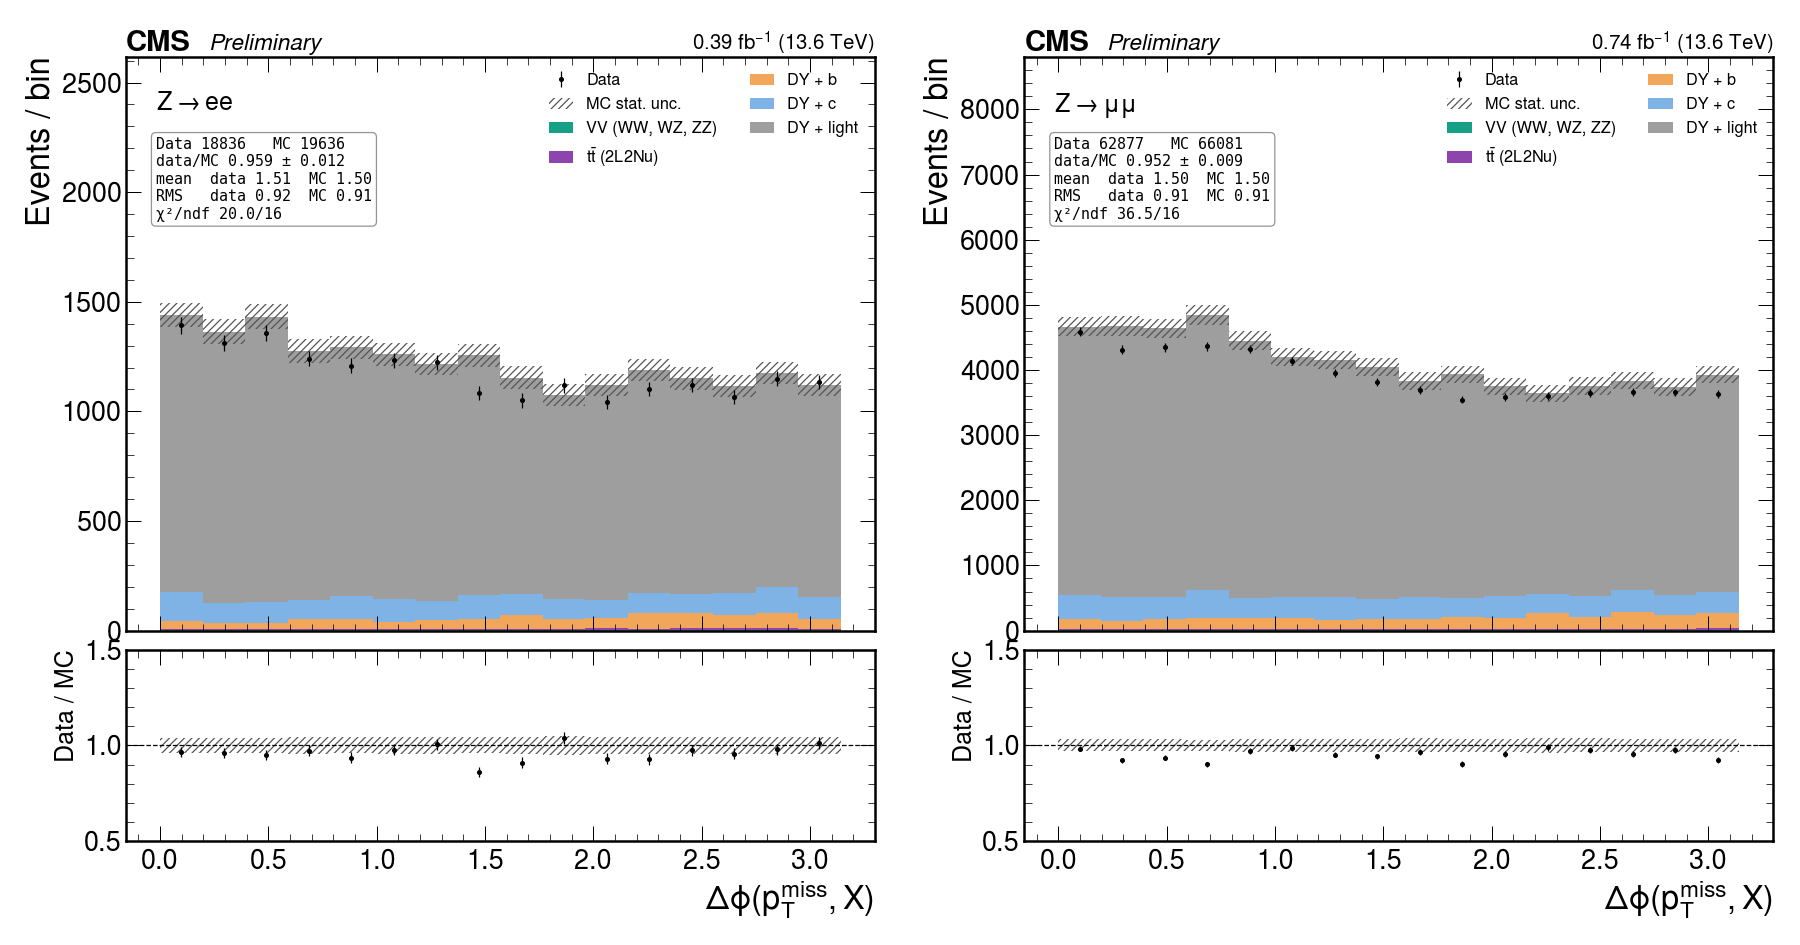 CMS Preliminary 0.39 fb⁻¹ (13.6 TeV)
Events / bin
2500
2000
1500
1000
500
0
Z → ee
Data 18836 MC 19636
data/MC 0.959 ± 0.012
mean data 1.51 MC 1.50
RMS data 0.92 MC 0.91
χ²/ndf 20.0/16
Data
MC stat. unc.
VV (WW, WZ, ZZ)
tt̄ (2L2Nu)
DY + b
DY + c
DY + light
Data / MC
1.5
1.0
0.5
0.0 0.5 1.0 1.5 2.0 2.5 3.0
Δϕ(p_T^miss, X)
CMS Preliminary 0.74 fb⁻¹ (13.6 TeV)
Events / bin
8000
7000
6000
5000
4000
3000
2000
1000
0
Z → μμ
Data 62877 MC 66081
data/MC 0.952 ± 0.009
mean data 1.50 MC 1.50
RMS data 0.91 MC 0.91
χ²/ndf 36.5/16
Data
MC stat. unc.
VV (WW, WZ, ZZ)
tt̄ (2L2Nu)
DY + b
DY + c
DY + light
Data / MC
1.5
1.0
0.5
0.0 0.5 1.0 1.5 2.0 2.5 3.0
Δϕ(p_T^miss, X)